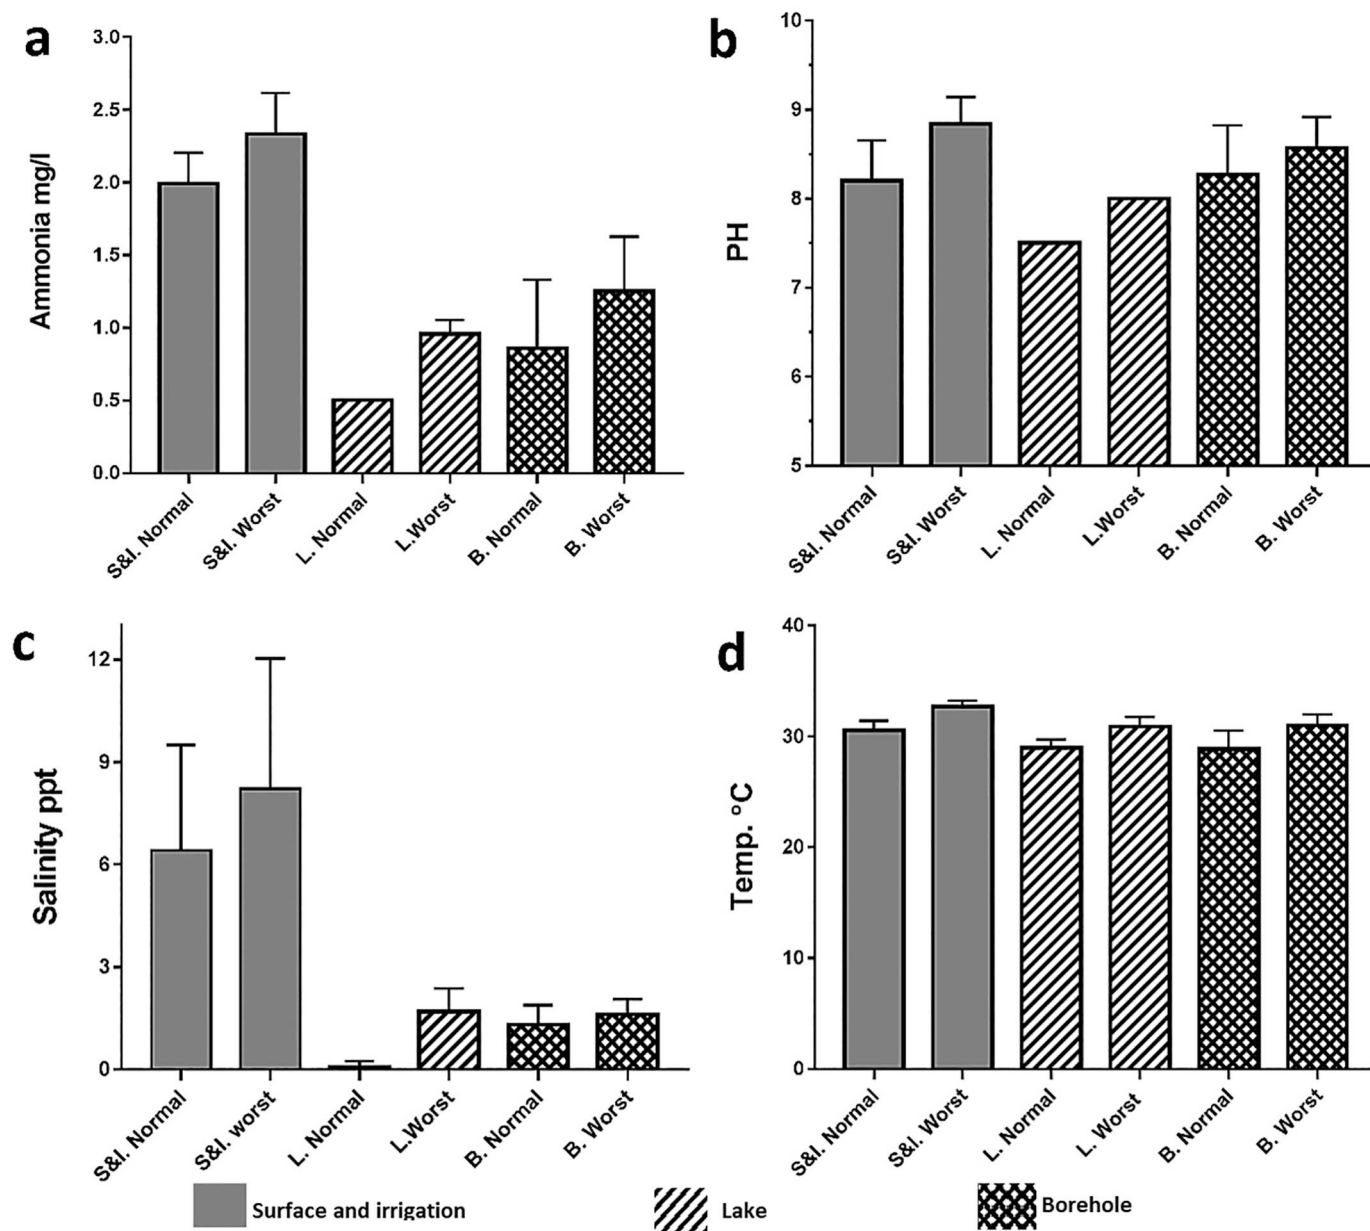 a
3.0
2.5
2.0
1.5
1.0
0.5
0.0
Ammonia mg/l
S&I. Normal
S&I. Worst
L. Normal
L.Worst
B. Normal
B. Worst
b
10
9
8
7
6
5
PH
S&I. Normal
S&I. Worst
L. Normal
L.Worst
B. Normal
B. Worst
c
12
9
6
3
0
Salinity ppt
S&I. Normal
S&I. worst
L. Normal
L.Worst
B. Normal
B. Worst
d
40
30
20
10
0
Temp. °C
S&I. Normal
S&I. Worst
L. Normal
L. Worst
B. Normal
B. Worst
Surface and irrigation
Lake
Borehole